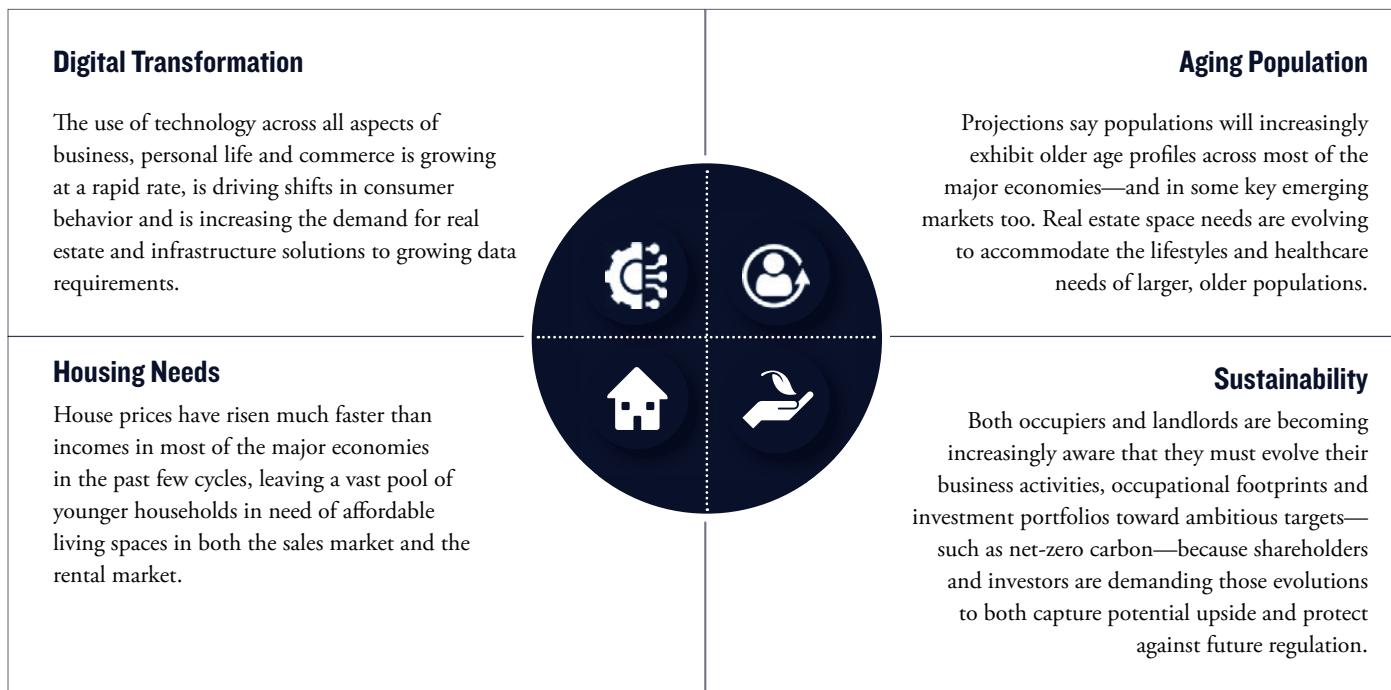 Digital Transformation
The use of technology across all aspects of
business, personal life and commerce is growing
at a rapid rate, is driving shifts in consumer
behavior and is increasing the demand for real
estate and infrastructure solutions to growing data
requirements.
Aging Population
Projections say populations will increasingly
exhibit older age profiles across most of the
major economies—and in some key emerging
markets too. Real estate space needs are evolving
to accommodate the lifestyles and healthcare
needs of larger, older populations.
Housing Needs
House prices have risen much faster than
incomes in most of the major economies
in the past few cycles, leaving a vast pool of
younger households in need of affordable
living spaces in both the sales market and the
rental market.
Sustainability
Both occupiers and landlords are becoming
increasingly aware that they must evolve their
business activities, occupational footprints and
investment portfolios toward ambitious targets—
such as net-zero carbon—because shareholders
and investors are demanding those evolutions
to both capture potential upside and protect
against future regulation.